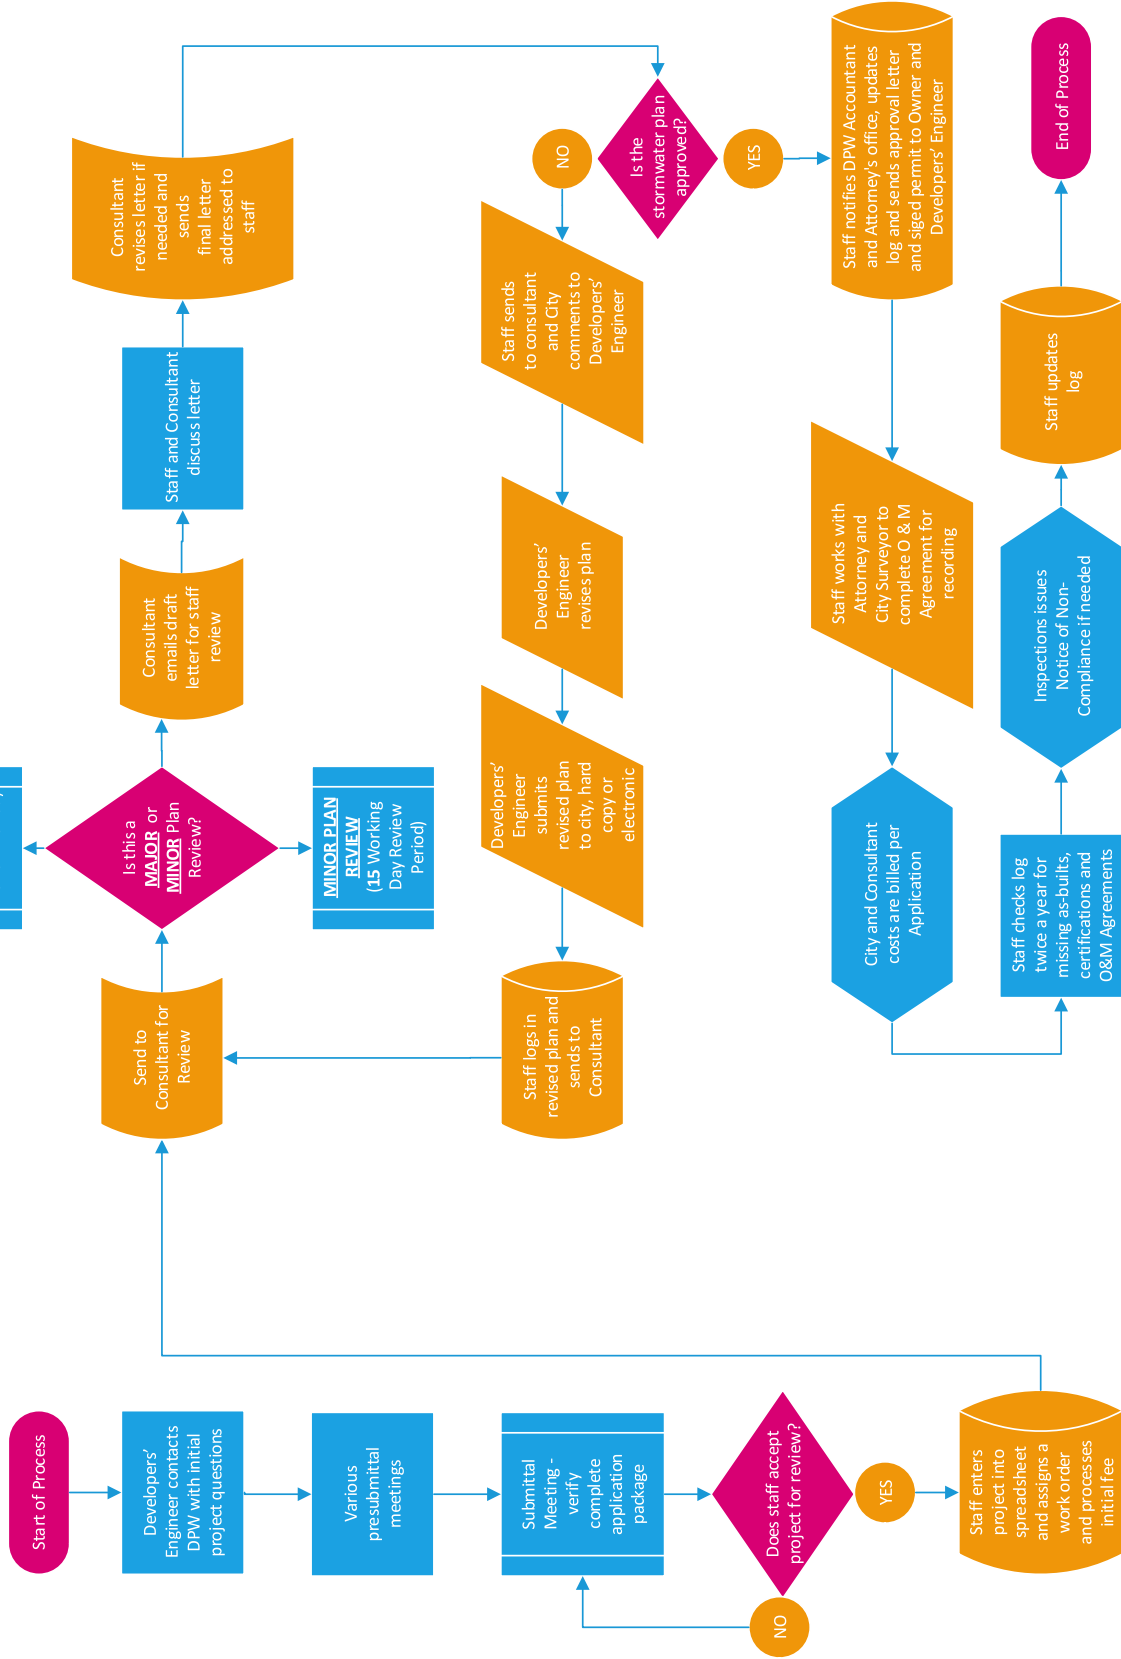 Start of Process
Developers'
Engineer contacts
DPW with initial
project questions
Various
presubmittal
meetings
Submittal
Meeting -
verify
complete
application
package
Does staff accept
project for review?
NO
YES
Staff enters
project into
spreadsheet
and assigns a
work order
and processes
initial fee
Send to
Consultant for
Review
Is this a
MAJOR or
MINOR Plan
Review?
MINOR PLAN
REVIEW
(15 Working
Day Review
Period)
Consultant
emails draft
letter for staff
review
Staff and Consultant
discuss letter
Consultant
revises letter if
needed and
sends
final letter
addressed to
staff
Is the
stormwater plan
approved?
NO
Staff sends
to consultant
and City
comments to
Developers'
Engineer
Developers'
Engineer
revises plan
Developers'
Engineer
submits
revised plan
to city, hard
copy or
electronic
Staff logs in
revised plan and
sends to
Consultant
YES
Staff notifies DPW Accountant
and Attorney's office, updates
log and sends approval letter
and siged permit to Owner and
Developers' Engineer
Staff works with
Attorney and
City Surveyor to
complete O & M
Agreement for
recording
City and Consultant
costs are billed per
Application
Staff checks log
twice a year for
missing as-builts,
certifications and
O&M Agreements
Inspections issues
Notice of Non-
Compliance if needed
Staff updates
log
End of Process